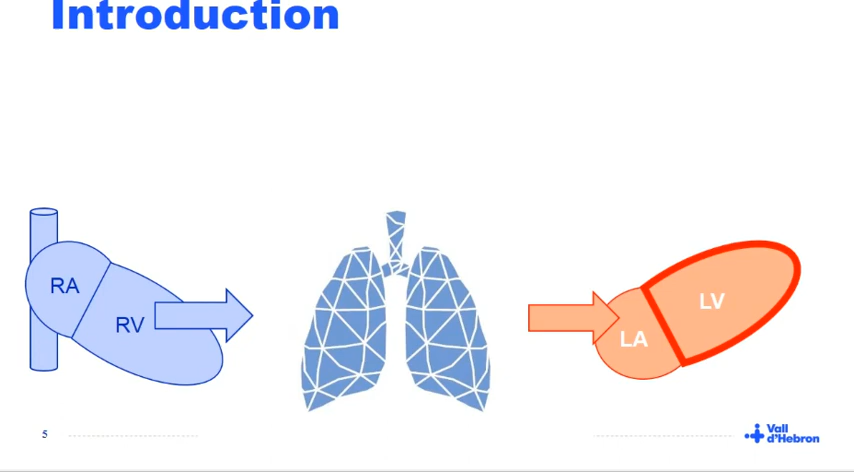 Introduction
RA
RV
LV
LA
5
Vall
d'Hebron